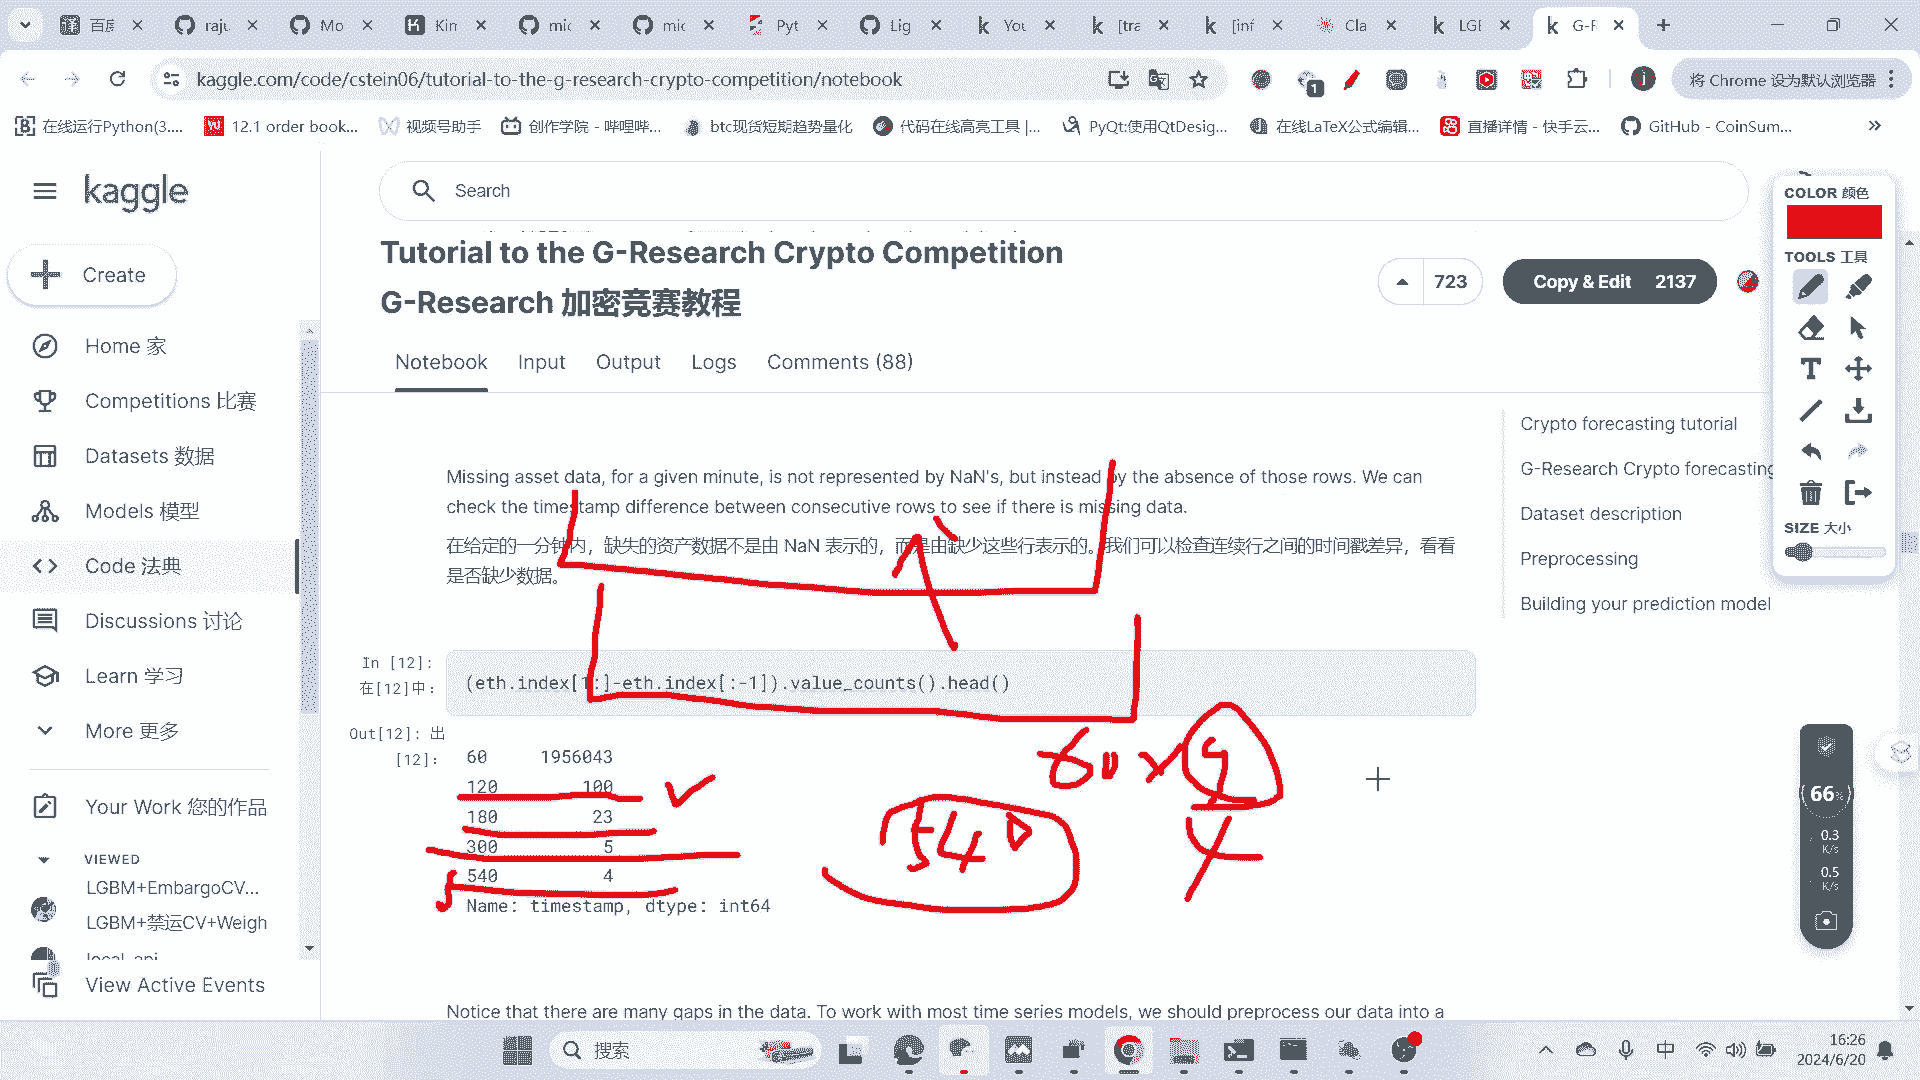 百度
raju
Mo
Kin
mic
mic
Pyt
Lig
You
[tra
[inf
Cla
LGI
G-F
kaggle.com/code/cstein06/tutorial-to-the-g-research-crypto-competition/notebook
1
j
将 Chrome 设为默认浏览器
在线运行Python(3....
12.1 order book...
视频号助手
创作学院 - 哔哩哔...
btc现货短期趋势量化
代码在线高亮工具 |...
PyQt:使用QtDesig...
在线LaTeX公式编辑...
直播详情 - 快手云...
GitHub - CoinSum...
kaggle
Search
Create
Home 家
Competitions 比赛
Datasets 数据
Models 模型
Code 法典
Discussions 讨论
Learn 学习
More 更多
Your Work 您的作品
VIEWED
LGBM+EmbargoCV...
LGBM+禁运CV+Weigh
local_api
View Active Events
Tutorial to the G-Research Crypto Competition
G-Research 加密竞赛教程
723
Copy & Edit 2137
Notebook
Input
Output
Logs
Comments (88)
Missing asset data, for a given minute, is not represented by NaN's, but instead by the absence of those rows. We can
check the timestamp difference between consecutive rows to see if there is missing data.
在给定的一分钟内，缺失的资产数据不是由 NaN 表示的，而是由缺少这些行表示的。我们可以检查连续行之间的时间戳差异，看看
是否缺少数据。
In [12]:
在[12]中：
(eth.index[1:]-eth.index[:-1]).value_counts().head()
Out[12]: 出
[12]:
60 1956043
120 100
180 23
300 5
540 4
Name: timestamp, dtype: int64
60 × 9
540
Notice that there are many gaps in the data. To work with most time series models, we should preprocess our data into a
Crypto forecasting tutorial
G-Research Crypto forecasting
Dataset description
Preprocessing
Building your prediction model
COLOR 颜色
TOOLS 工具
SIZE 大小
66%
0.3
K/s
0.5
K/s
搜索
中
16:26
2024/6/20